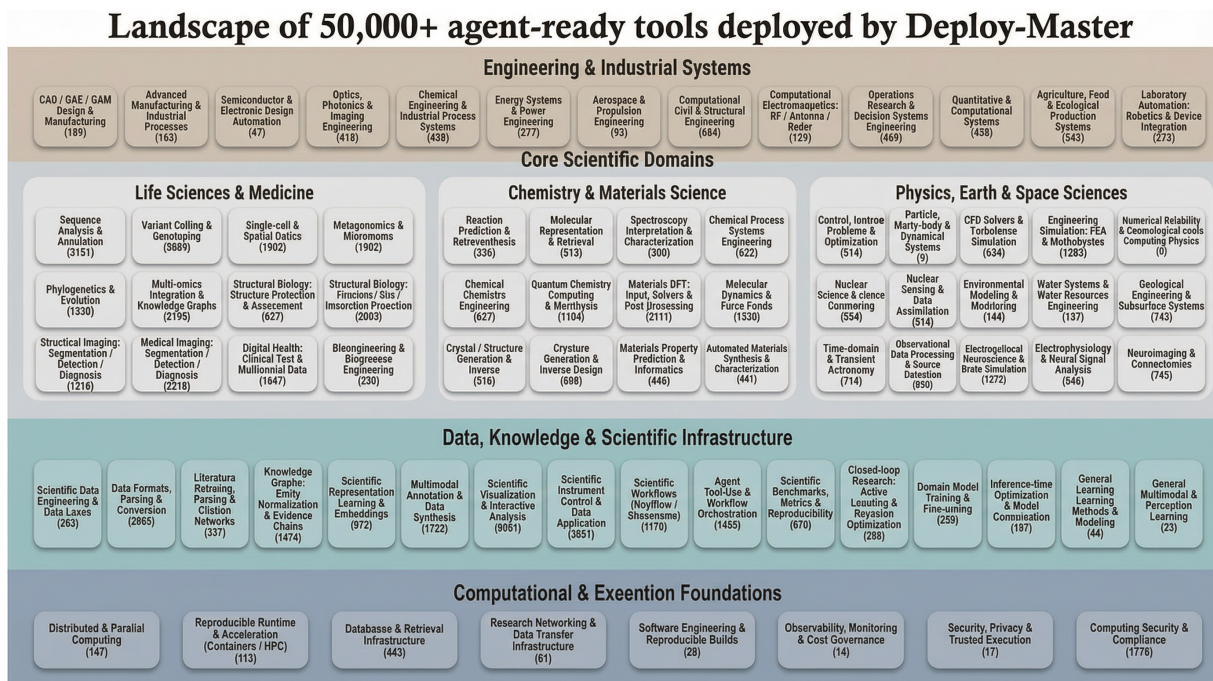 Landscape of 50,000+ agent-ready tools deployed by Deploy-Master
Engineering & Industrial Systems
CAO / GAE / GAM
Design &
Manufacturing
(189)
Advanced
Manufacturing &
Industrial
Processes
(163)
Semiconductor &
Electronic Design
Automation
(47)
Optics,
Photonics &
Imaging
Engineering
(418)
Chemical
Engineering &
Industrial Process
Systems
(438)
Energy Systems
& Power
Engineering
(277)
Aerospace &
Propulsion
Engineering
(93)
Computational
Civil & Structural
Engineering
(684)
Computational
Electromaquetics:
RF / Antonna /
Reder
(129)
Operations
Research &
Decision Systems
Engineering
(469)
Quantitative &
Computational
Systems
(458)
Agriculture, Feed
& Ecological
Production
Systems
(543)
Laboratory
Automation:
Robetics & Device
Integration
(273)
Core Scientific Domains
Life Sciences & Medicine
Sequence
Analysis &
Annulation
(3151)
Variant Colling &
Genotoping
(3889)
Single-cell &
Spatial Oatics
(1902)
Metagonomics &
Mioromoms
(1902)
Phylogenetics &
Evolution
(1330)
Multi-omics
Integration &
Knowledge Graphs
(2195)
Structural Biology:
Structure Protection
& Assecement
(627)
Structural Biology:
Firncions / Sūs /
Imsorction Proection
(2003)
Structical Imaging:
Segmentation /
Detection /
Diagnosis
(1216)
Medical Imaging:
Segmentation /
Detection /
Diagnosis
(2218)
Digital Health:
Clinical Test &
Mullionnial Data
(1647)
Bleongineering &
Biogreeese
Engineering
(230)
Chemistry & Materials Science
Reaction
Prediction &
Retreventhesis
(336)
Molecular
Representation
& Retrieval
(513)
Spectroscopy
Interpretation &
Characterization
(300)
Chemical Process
Systems
Engineering
(622)
Chemical
Chemistrs
Engineering
(627)
Quantum Chemistry
Computing
& Merithysis
(1104)
Materials DFT:
Input, Solvers &
Post Processing
(2111)
Molecular
Dynamics &
Furce Fonds
(1530)
Crystal / Structure
Generation &
Inverse
(516)
Crysture
Generation &
Inverse Design
(698)
Materials Property
Prediction &
Informatics
(446)
Automated Materials
Synthesis &
Characterization
(441)
Physics, Earth & Space Sciences
Control, Iontroe
Probleme &
Optimization
(514)
Particle,
Marty-body &
Dynamical
Systems
(9)
CFD Solvers &
Torbolense
Simulation
(634)
Engineering
Simulation: FEA
& Mothobystes
(1283)
Numerical Relability
& Ceomological cools
Computing Physics
(0)
Nuclear
Science & clence
Commering
(554)
Nuclear
Sensing &
Data
Assimilation
(514)
Environmental
Modeling &
Modtoring
(144)
Water Systems &
Water Resources
Engineering
(137)
Geological
Engineering &
Subsurface Systems
(743)
Time-domain
& Transient
Actronomy
(714)
Observational
Data Processing
& Source
Datestion
(850)
Electrogellocal
Neuroscience &
Brate Simulation
(1272)
Electrophysiology
& Neural Signal
Analysis
(546)
Neuroimaging &
Connectomies
(745)
Data, Knowledge & Scientific Infrastructure
Scientific Data
Engineering &
Data Laxes
(263)
Data Formats,
Parsing &
Conversion
(2865)
Literatura
Retreiing,
Parsing &
Clistion
Networks
(337)
Knowledge
Graphe:
Emity
Normalization
& Evidence
Chains
(1474)
Scientific
Representation
Learning &
Embeddings
(972)
Multimodal
Annotation &
Data
Synthesis
(1722)
Scientific
Visualization
& Interactive
Analysis
(9061)
Scientific
Instrument
Control &
Data
Application
(3851)
Scientific
Workflows
(Noyfflow /
Shssensme)
(1170)
Agent
Tool-Use &
Workflow
Orchostration
(1455)
Scientific
Benchmarks,
Metrics &
Reproducibility
(670)
Closed-loop
Research:
Active
Leauting &
Reyasion
Optimization
(288)
Domain Model
Training &
Fine-uming
(259)
Inference-time
Optimization
& Model
(197)
General
Learning
Learning
Methods &
Modeling
(44)
General
Multimodal &
Perception
Learning
(23)
Computational & Exeention Foundations
Distributed & Parialial
Computing
(147)
Reproducible Runtime
& Acceleration
(Containers / HPC)
(113)
Databasse & Retrieval
Infrastructure
(443)
Research Networking &
Data Transfer
Infrastructure
(61)
Software Engineering &
Reproducible Builds
(28)
Observability, Monitoring
& Cost Governance
(14)
Security, Privacy &
Trusted Execution
(17)
Computing Security &
Compliance
(1776)